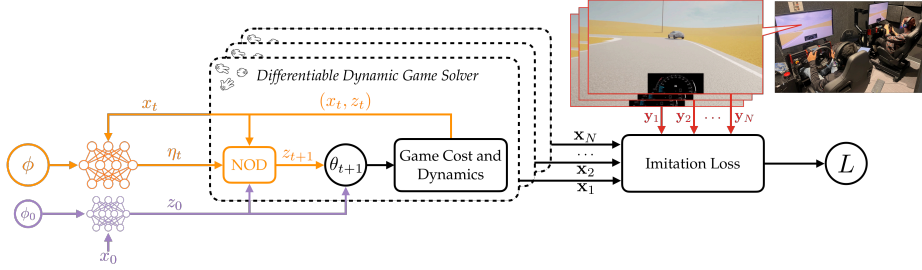 Differentiable Dynamic Game Solver
x_t
(x_t, z_t)
y_1 y_2 ... y_N
ϕ
η_t
NOD
z_{t+1}
θ_{t+1}
Game Cost and
Dynamics
x_N
...
x_2
x_1
Imitation Loss
L
ϕ_0
z_0
x_0